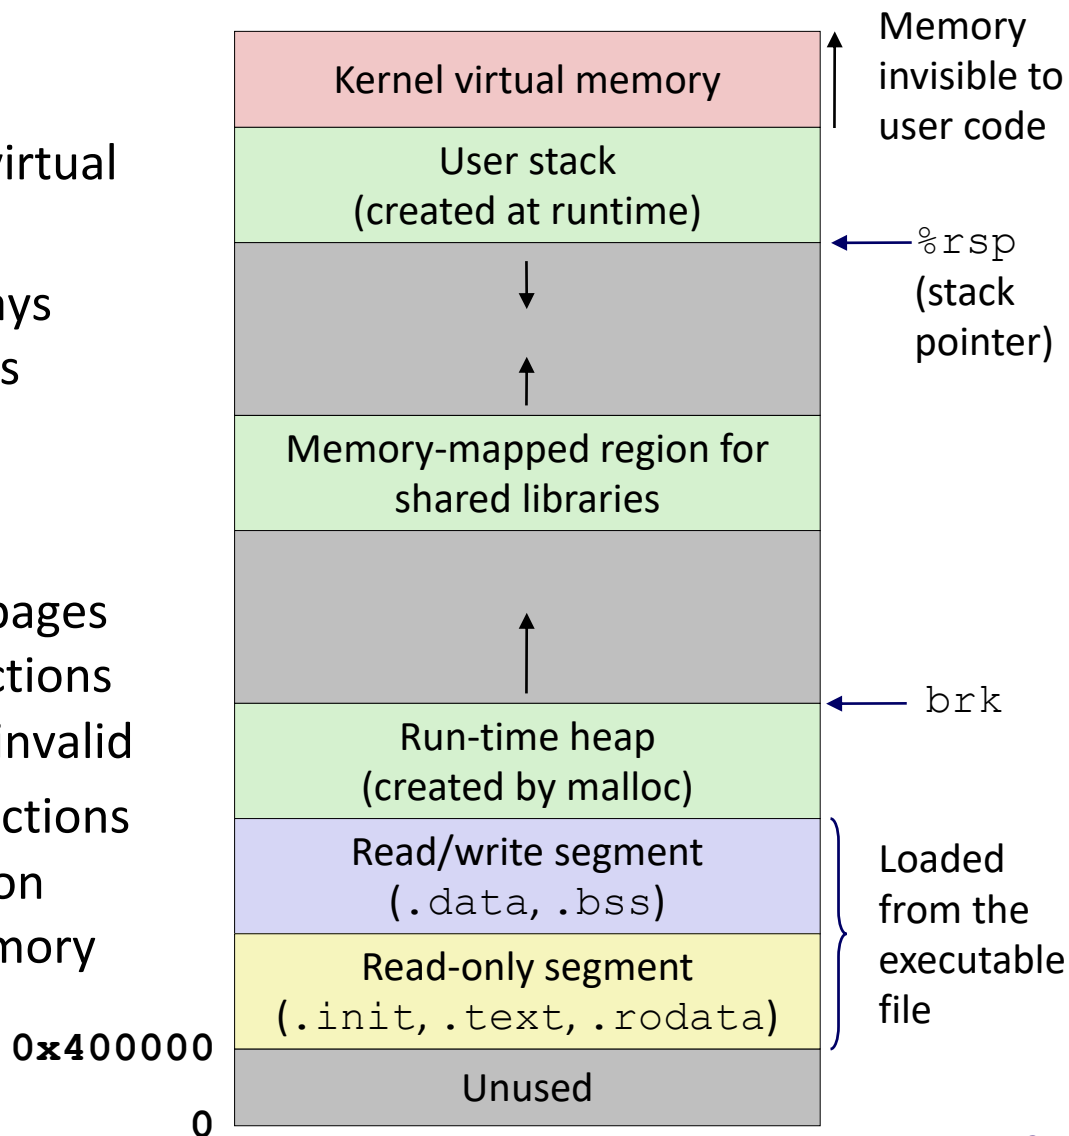 virtual
ays
s
pages
ctions
invalid
ctions
on
mory
0x400000
0
Kernel virtual memory
User stack
(created at runtime)
Memory-mapped region for
shared libraries
Run-time heap
(created by malloc)
Read/write segment
(.data, .bss)
Read-only segment
(.init, .text, .rodata)
Unused
Memory
invisible to
user code
%rsp
(stack
pointer)
brk
Loaded
from the
executable
file